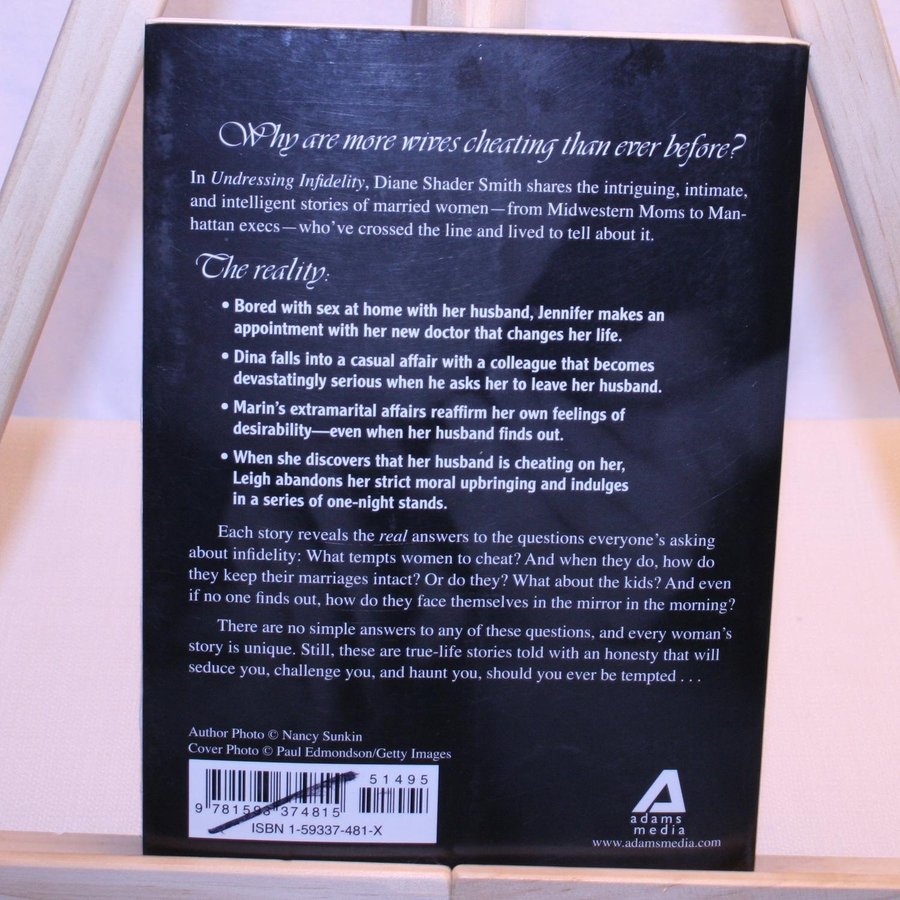 Why are more wives cheating than ever before?
In Undressing Infidelity, Diane Shader Smith shares the intriguing, intimate,
and intelligent stories of married women—from Midwestern Moms to Man-
hattan execs—who've crossed the line and lived to tell about it.
The reality:
• Bored with sex at home with her husband, Jennifer makes an
appointment with her new doctor that changes her life.
• Dina falls into a casual affair with a colleague that becomes
devastatingly serious when he asks her to leave her husband.
• Marin's extramarital affairs reaffirm her own feelings of
desirability—even when her husband finds out.
• When she discovers that her husband is cheating on her,
Leigh abandons her strict moral upbringing and indulges
in a series of one-night stands.
Each story reveals the real answers to the questions everyone's asking
about infidelity: What tempts women to cheat? And when they do, how do
they keep their marriages intact? Or do they? What about the kids? And even
if no one finds out, how do they face themselves in the mirror in the morning?
There are no simple answers to any of these questions, and every woman's
story is unique. Still, these are true-life stories told with an honesty that will
seduce you, challenge you, and haunt you, should you ever be tempted . . .
Author Photo © Nancy Sunkin
Cover Photo © Paul Edmondson/Getty Images
51495
9 781593 374815
ISBN 1-59337-481-X
adams
media
www.adamsmedia.com